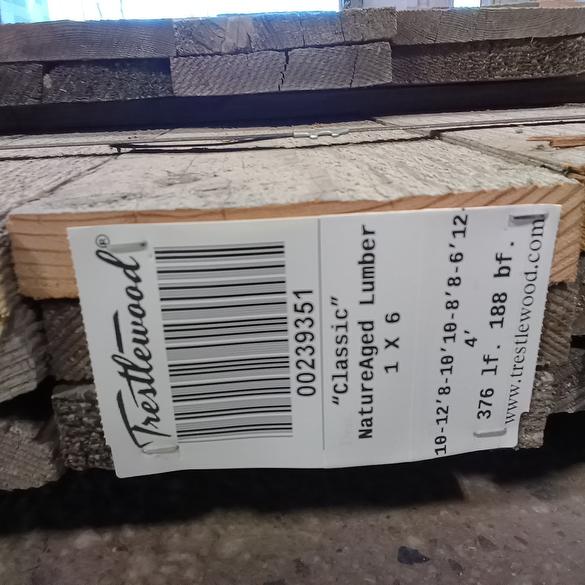 Trestlewood®
00239351
"Classic"
NatureAged Lumber
1 X 6
10-12'8-10'10-8'8-6'12-
4'
376 lf. 188 bf.
www.trestlewood.com